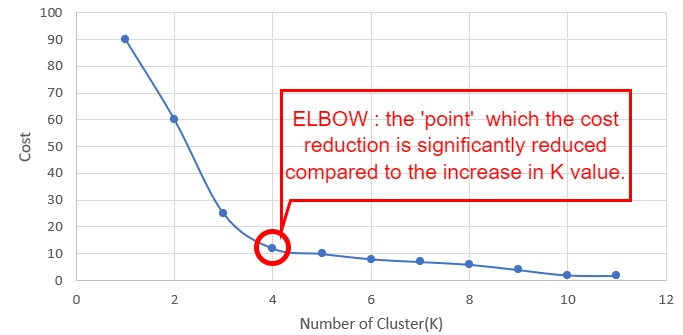 100
90
80
70
60
50
40
30
20
10
0
Cost
ELBOW : the 'point'  which the cost
reduction is significantly reduced
compared to the increase in K value.
0 2 4 6 8 10 12
Number of Cluster(K)